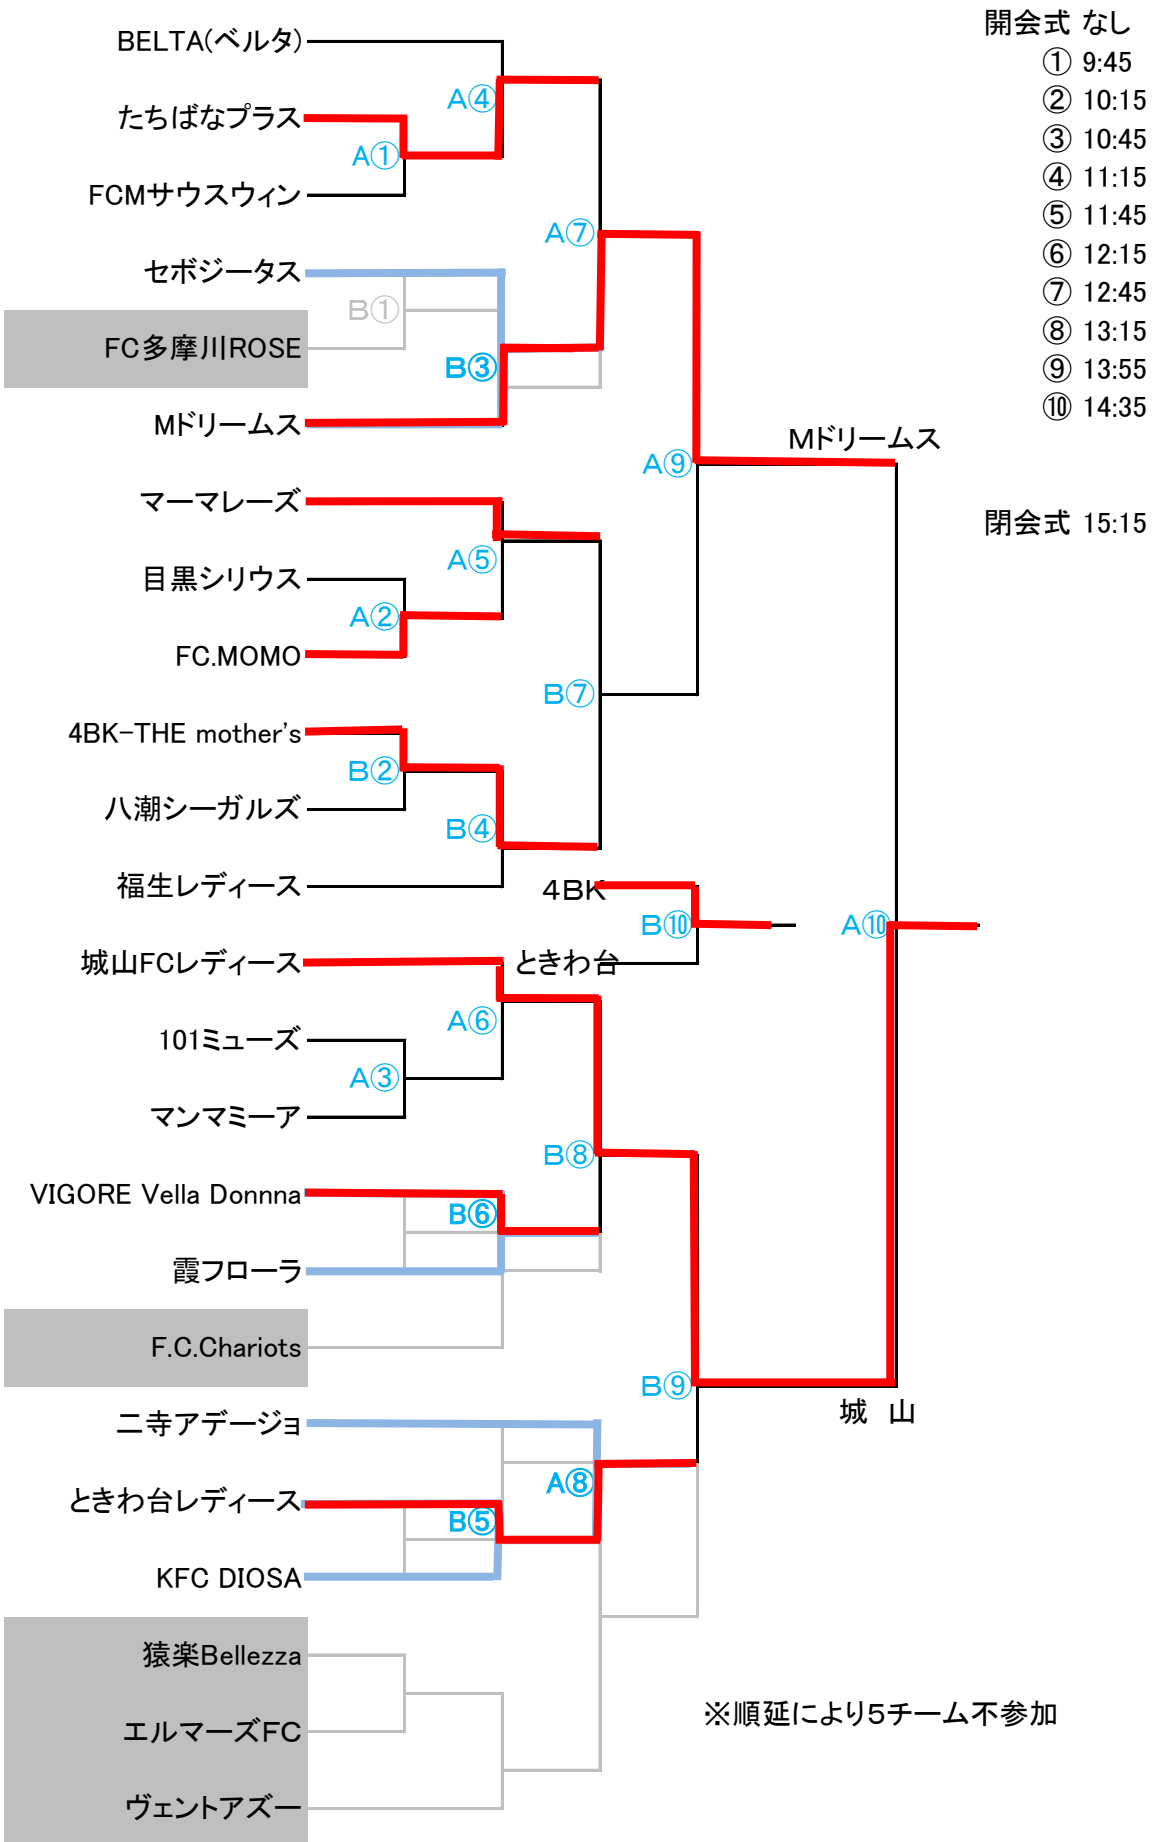 開会式 なし
① 9:45
② 10:15
③ 10:45
④ 11:15
⑤ 11:45
⑥ 12:15
⑦ 12:45
⑧ 13:15
⑨ 13:55
⑩ 14:35
閉会式 15:15
BELTA(ベルタ)
A④
たちばなプラス
A①
FCMサウスウィン
A⑦
セボジータス
B①
FC多摩川ROSE
B③
Mドリームス
Mドリームス
A⑨
マーマレーズ
A⑤
目黒シリウス
A②
FC.MOMO
B⑦
4BK-THE mother's
B②
八潮シーガルズ
B④
福生レディース
4BK
B⑩
A⑩
城山FCレディース
ときわ台
A⑥
101ミューズ
A③
マンマミーア
B⑧
VIGORE Vella Donnna
B⑥
霞フローラ
F.C.Chariots
B⑨
城 山
二寺アデージョ
A⑧
ときわ台レディース
B⑤
KFC DIOSA
猿楽Bellezza
エルマーズFC
※順延により5チーム不参加
ヴェントアズー